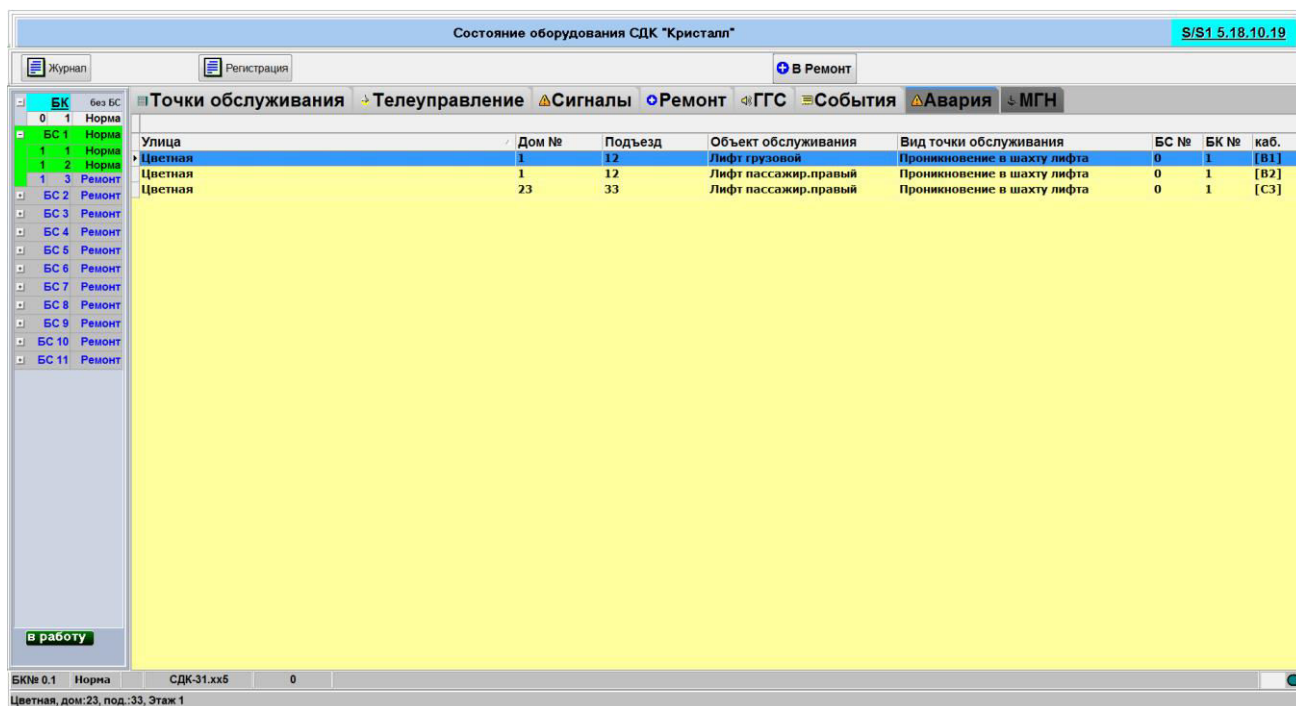 Состояние оборудования СДК "Кристалл" S/S1 5.18.10.19
Журнал Регистрация В Ремонт
БК без БС
Точки обслуживания Телеуправление Сигналы Ремонт ГГС События Авария МГН
0 1 Норма
БС 1 Норма
1 1 Норма
1 2 Норма
1 3 Ремонт
БС 2 Ремонт
БС 3 Ремонт
БС 4 Ремонт
БС 5 Ремонт
БС 6 Ремонт
БС 7 Ремонт
БС 8 Ремонт
БС 9 Ремонт
БС 10 Ремонт
БС 11 Ремонт
в работу
Улица Дом № Подъезд Объект обслуживания Вид точки обслуживания БС № БК № каб.
Цветная 1 12 Лифт грузовой Проникновение в шахту лифта 0 1 [B1]
Цветная 1 12 Лифт пассажир.правый Проникновение в шахту лифта 0 1 [B2]
Цветная 23 33 Лифт пассажир.правый Проникновение в шахту лифта 0 1 [C3]
БК№ 0.1 Норма СДК-31.xx5 0
Цветная, дом:23, под.:33, Этаж 1